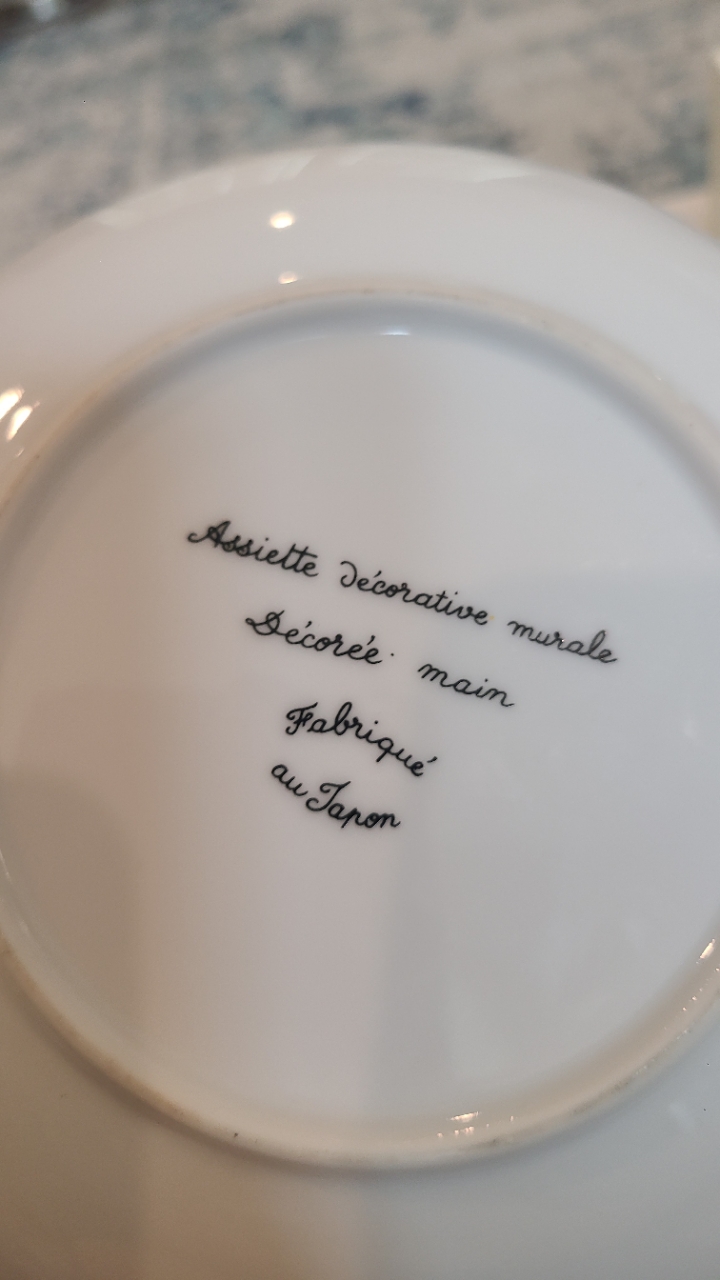 Assiette décorative murale
Décorée main
Fabriqué
au Japon